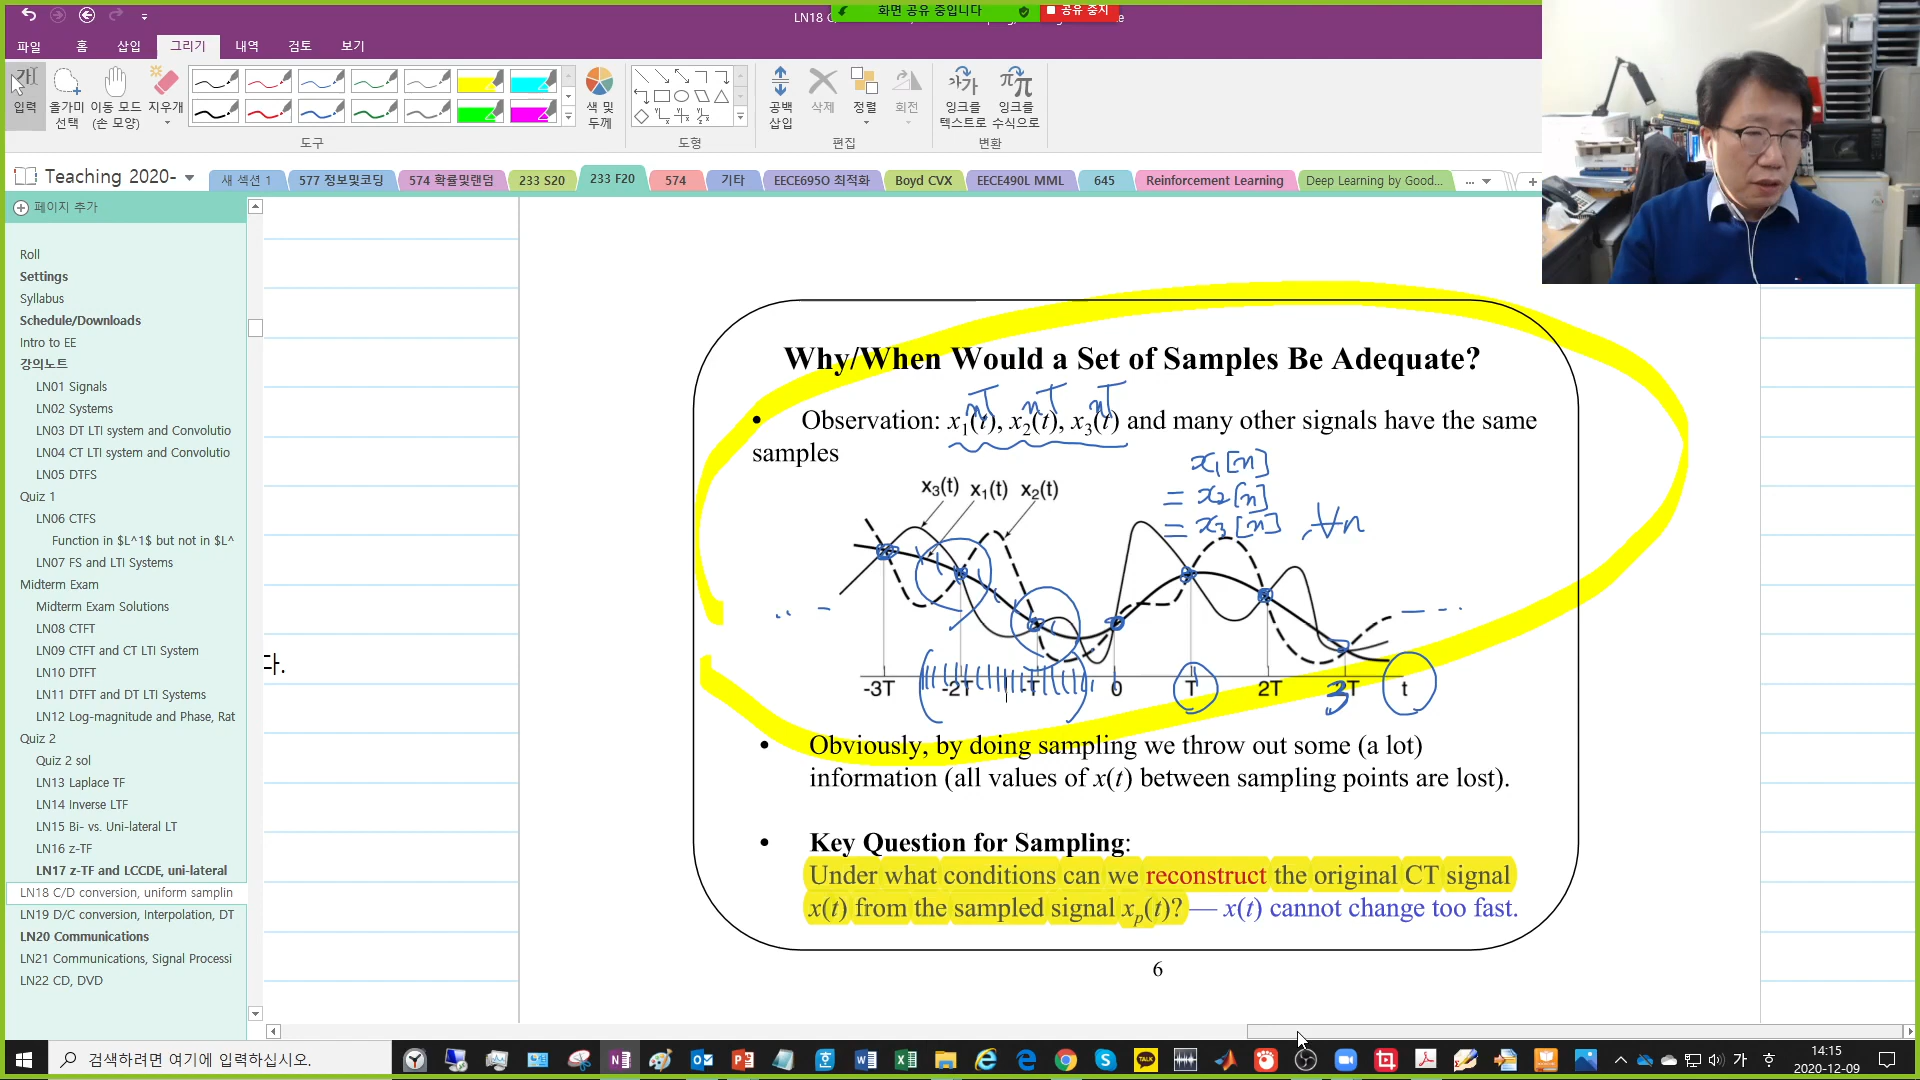 LN18 C
화면 공유 중입니다
공유 중지
파일 홈 삽입 그리기 내역 검토 보기
입력 올가미 선택 이동 모드 (손 모양) 지우개
색 및 두께
공백 삽입 삭제 정렬 회전
잉크를 텍스트로 잉크를 수식으로
도구 도형 편집 변환
Teaching 2020-
새 섹션 1 577 정보및코딩 574 확률및랜덤 233 S20 233 F20 574 기타 EECE695O 최적화 Boyd CVX EECE490L MML 645 Reinforcement Learning Deep Learning by Good... ...
페이지 추가
Roll
Settings
Syllabus
Schedule/Downloads
Intro to EE
강의노트
LN01 Signals
LN02 Systems
LN03 DT LTI system and Convolutio
LN04 CT LTI system and Convolutio
LN05 DTFS
Quiz 1
LN06 CTFS
Function in $L^1$ but not in $L^
LN07 FS and LTI Systems
Midterm Exam
Midterm Exam Solutions
LN08 CTFT
LN09 CTFT and CT LTI System
LN10 DTFT
LN11 DTFT and DT LTI Systems
LN12 Log-magnitude and Phase, Rat
Quiz 2
Quiz 2 sol
LN13 Laplace TF
LN14 Inverse LTF
LN15 Bi- vs. Uni-lateral LT
LN16 z-TF
LN17 z-TF and LCCDE, uni-lateral
LN18 C/D conversion, uniform samplin
LN19 D/C conversion, Interpolation, DT
LN20 Communications
LN21 Communications, Signal Processi
LN22 CD, DVD
다.
Why/When Would a Set of Samples Be Adequate?
nT nT nT
• Observation: x₁(t), x₂(t), x₃(t) and many other signals have the same
samples
x₁[n]
= x₂[n]
= x₃[n] , ∀n
x₃(t) x₁(t) x₂(t)
-3T -2T -T 0 T 2T 3T t
• Obviously, by doing sampling we throw out some (a lot)
information (all values of x(t) between sampling points are lost).
• Key Question for Sampling:
Under what conditions can we reconstruct the original CT signal
x(t) from the sampled signal xₚ(t)? — x(t) cannot change too fast.
6
검색하려면 여기에 입력하십시오.
가
14:15
2020-12-09